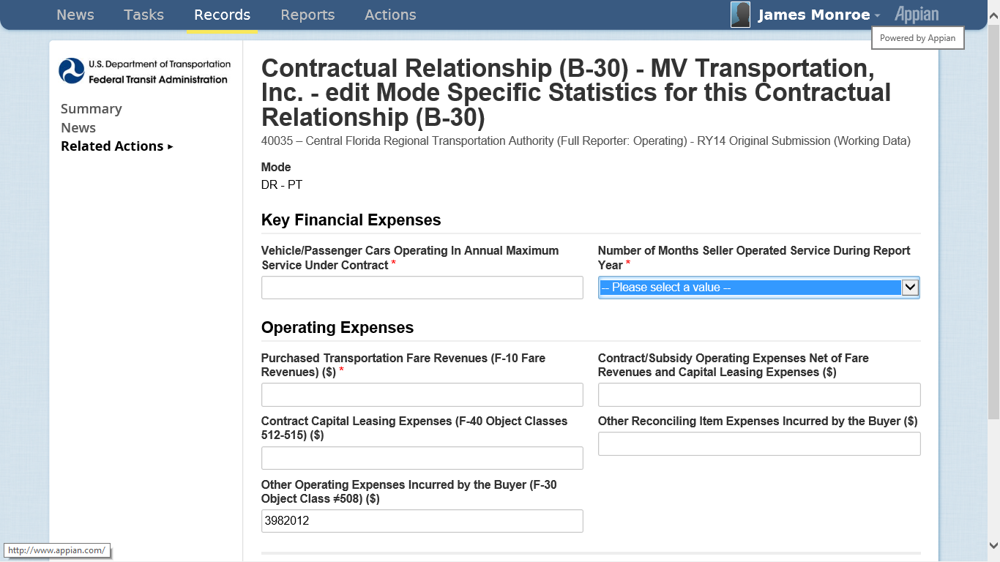 News Tasks Records Reports Actions James Monroe Appian
Powered by Appian
U.S. Department of Transportation
Federal Transit Administration
Summary
News
Related Actions
Contractual Relationship (B-30) - MV Transportation,
Inc. - edit Mode Specific Statistics for this Contractual
Relationship (B-30)
40035 – Central Florida Regional Transportation Authority (Full Reporter: Operating) - RY14 Original Submission (Working Data)
Mode
DR - PT
Key Financial Expenses
Vehicle/Passenger Cars Operating In Annual Maximum
Service Under Contract *
Number of Months Seller Operated Service During Report
Year *
-- Please select a value --
Operating Expenses
Purchased Transportation Fare Revenues (F-10 Fare
Revenues) ($) *
Contract/Subsidy Operating Expenses Net of Fare
Revenues and Capital Leasing Expenses ($)
Contract Capital Leasing Expenses (F-40 Object Classes
512-515) ($)
Other Reconciling Item Expenses Incurred by the Buyer ($)
Other Operating Expenses Incurred by the Buyer (F-30
Object Class ≠508) ($)
3982012
http://www.appian.com/